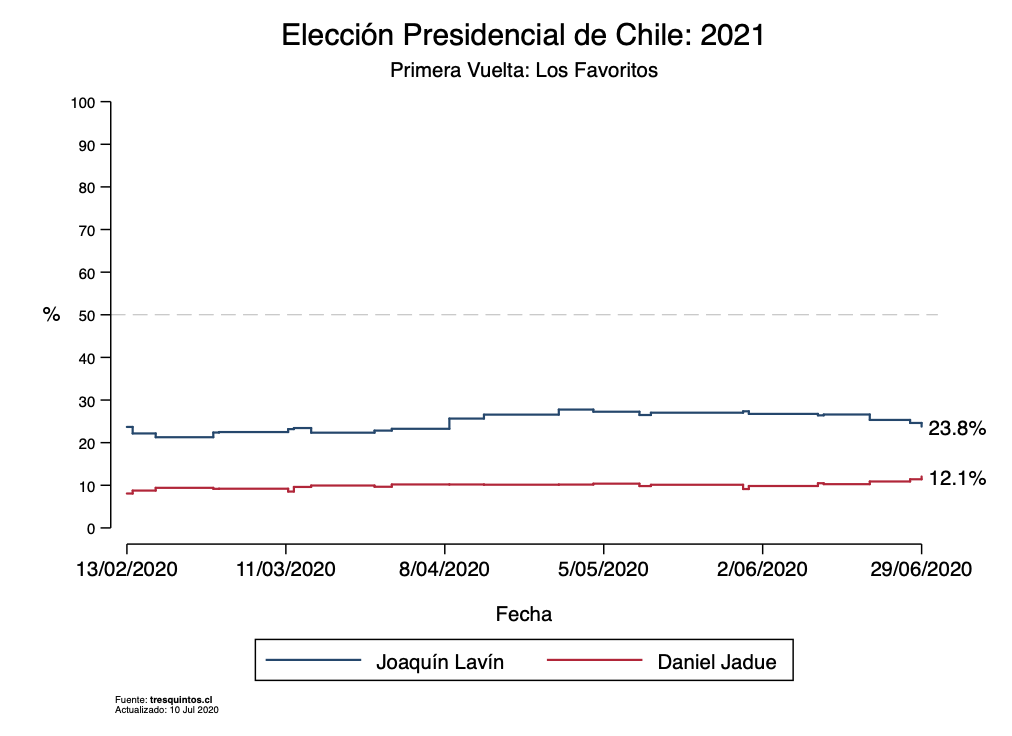 Elección Presidencial de Chile: 2021
Primera Vuelta: Los Favoritos
100
90
80
70
60
% 50
40
30
23.8%
20
12.1%
10
0
13/02/2020 11/03/2020 8/04/2020 5/05/2020 2/06/2020 29/06/2020
Fecha
Joaquín Lavín Daniel Jadue
Fuente: tresquintos.cl
Actualizado: 10 Jul 2020